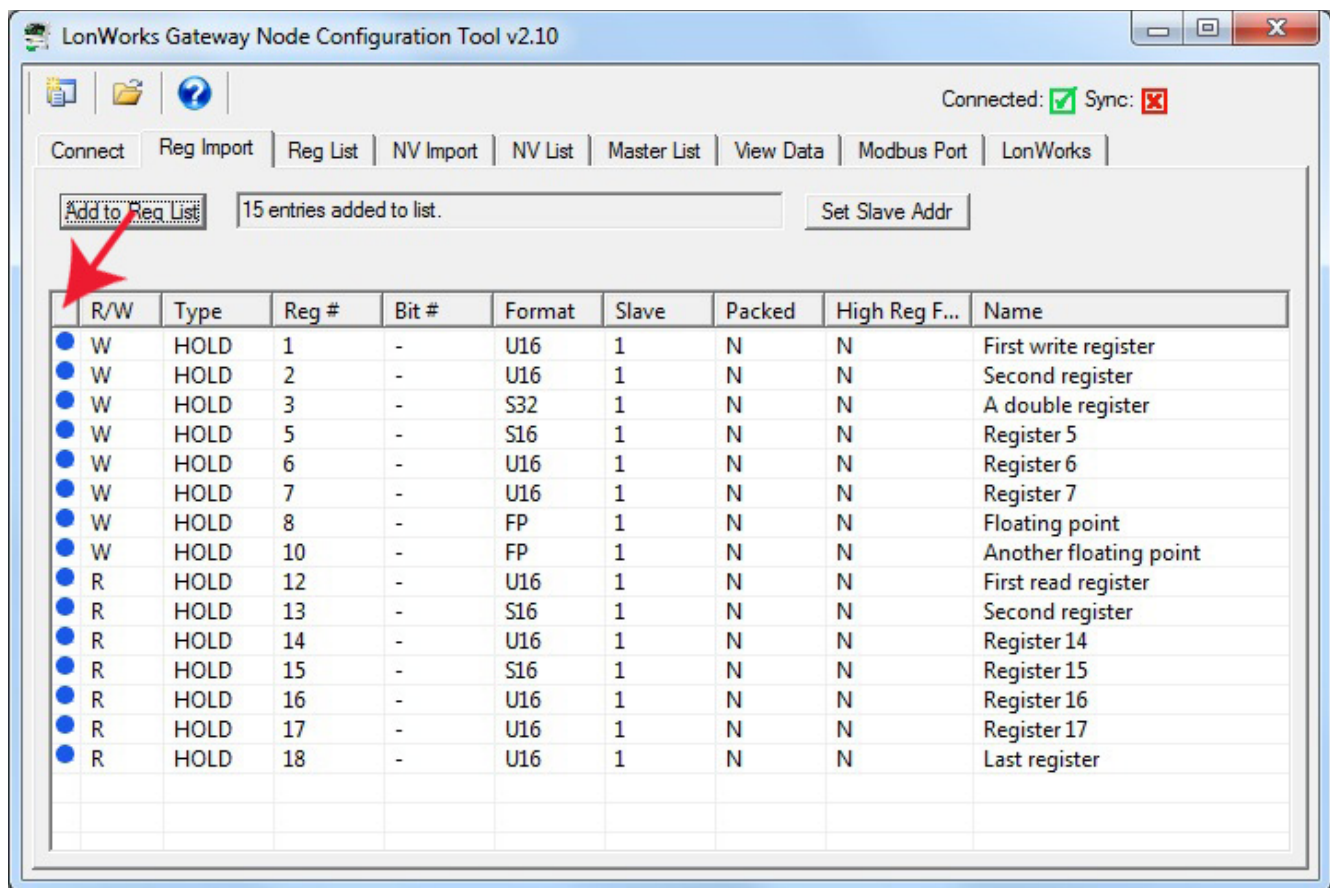 LonWorks Gateway Node Configuration Tool v2.10
Connected: Sync:
Connect Reg Import Reg List NV Import NV List Master List View Data Modbus Port LonWorks
Add to Reg List 15 entries added to list. Set Slave Addr
R/W Type Reg # Bit # Format Slave Packed High Reg F... Name
W HOLD 1 - U16 1 N N First write register
W HOLD 2 - U16 1 N N Second register
W HOLD 3 - S32 1 N N A double register
W HOLD 5 - S16 1 N N Register 5
W HOLD 6 - U16 1 N N Register 6
W HOLD 7 - U16 1 N N Register 7
W HOLD 8 - FP 1 N N Floating point
W HOLD 10 - FP 1 N N Another floating point
R HOLD 12 - U16 1 N N First read register
R HOLD 13 - S16 1 N N Second register
R HOLD 14 - U16 1 N N Register 14
R HOLD 15 - S16 1 N N Register 15
R HOLD 16 - U16 1 N N Register 16
R HOLD 17 - U16 1 N N Register 17
R HOLD 18 - U16 1 N N Last register